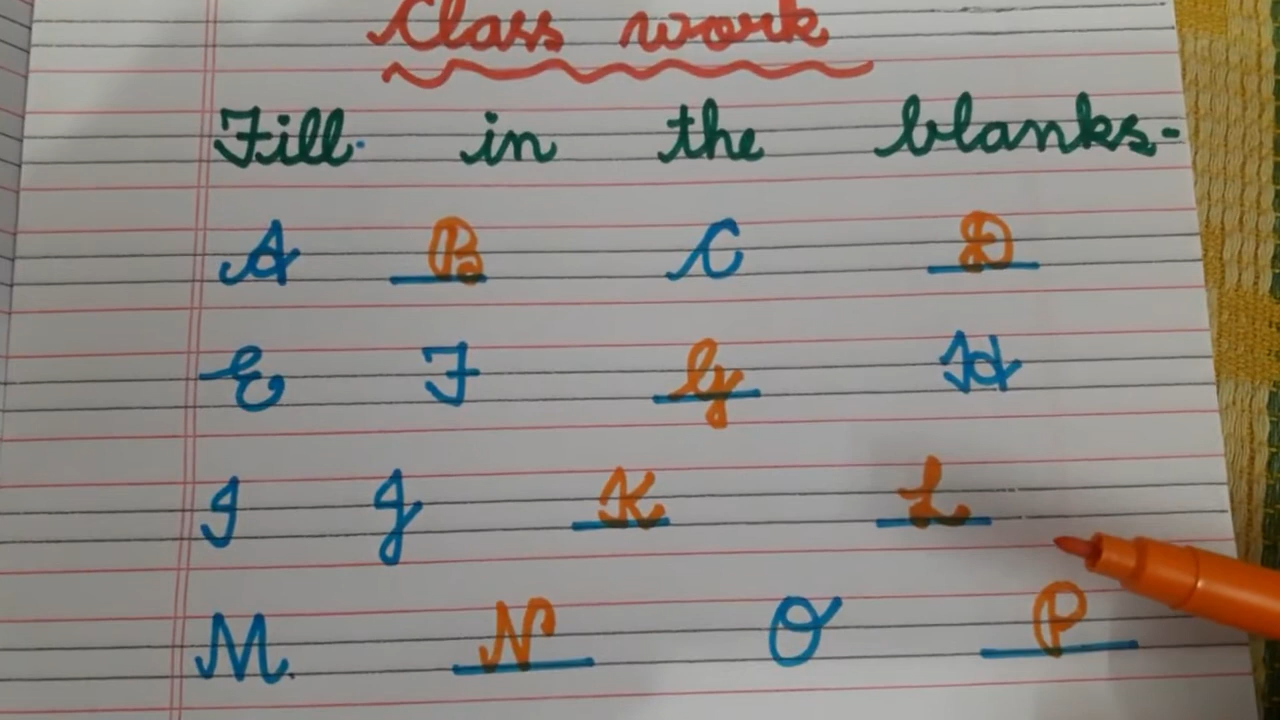 Class work
Fill in the blanks-
A B C D
E F G H
I J K L
M N O P